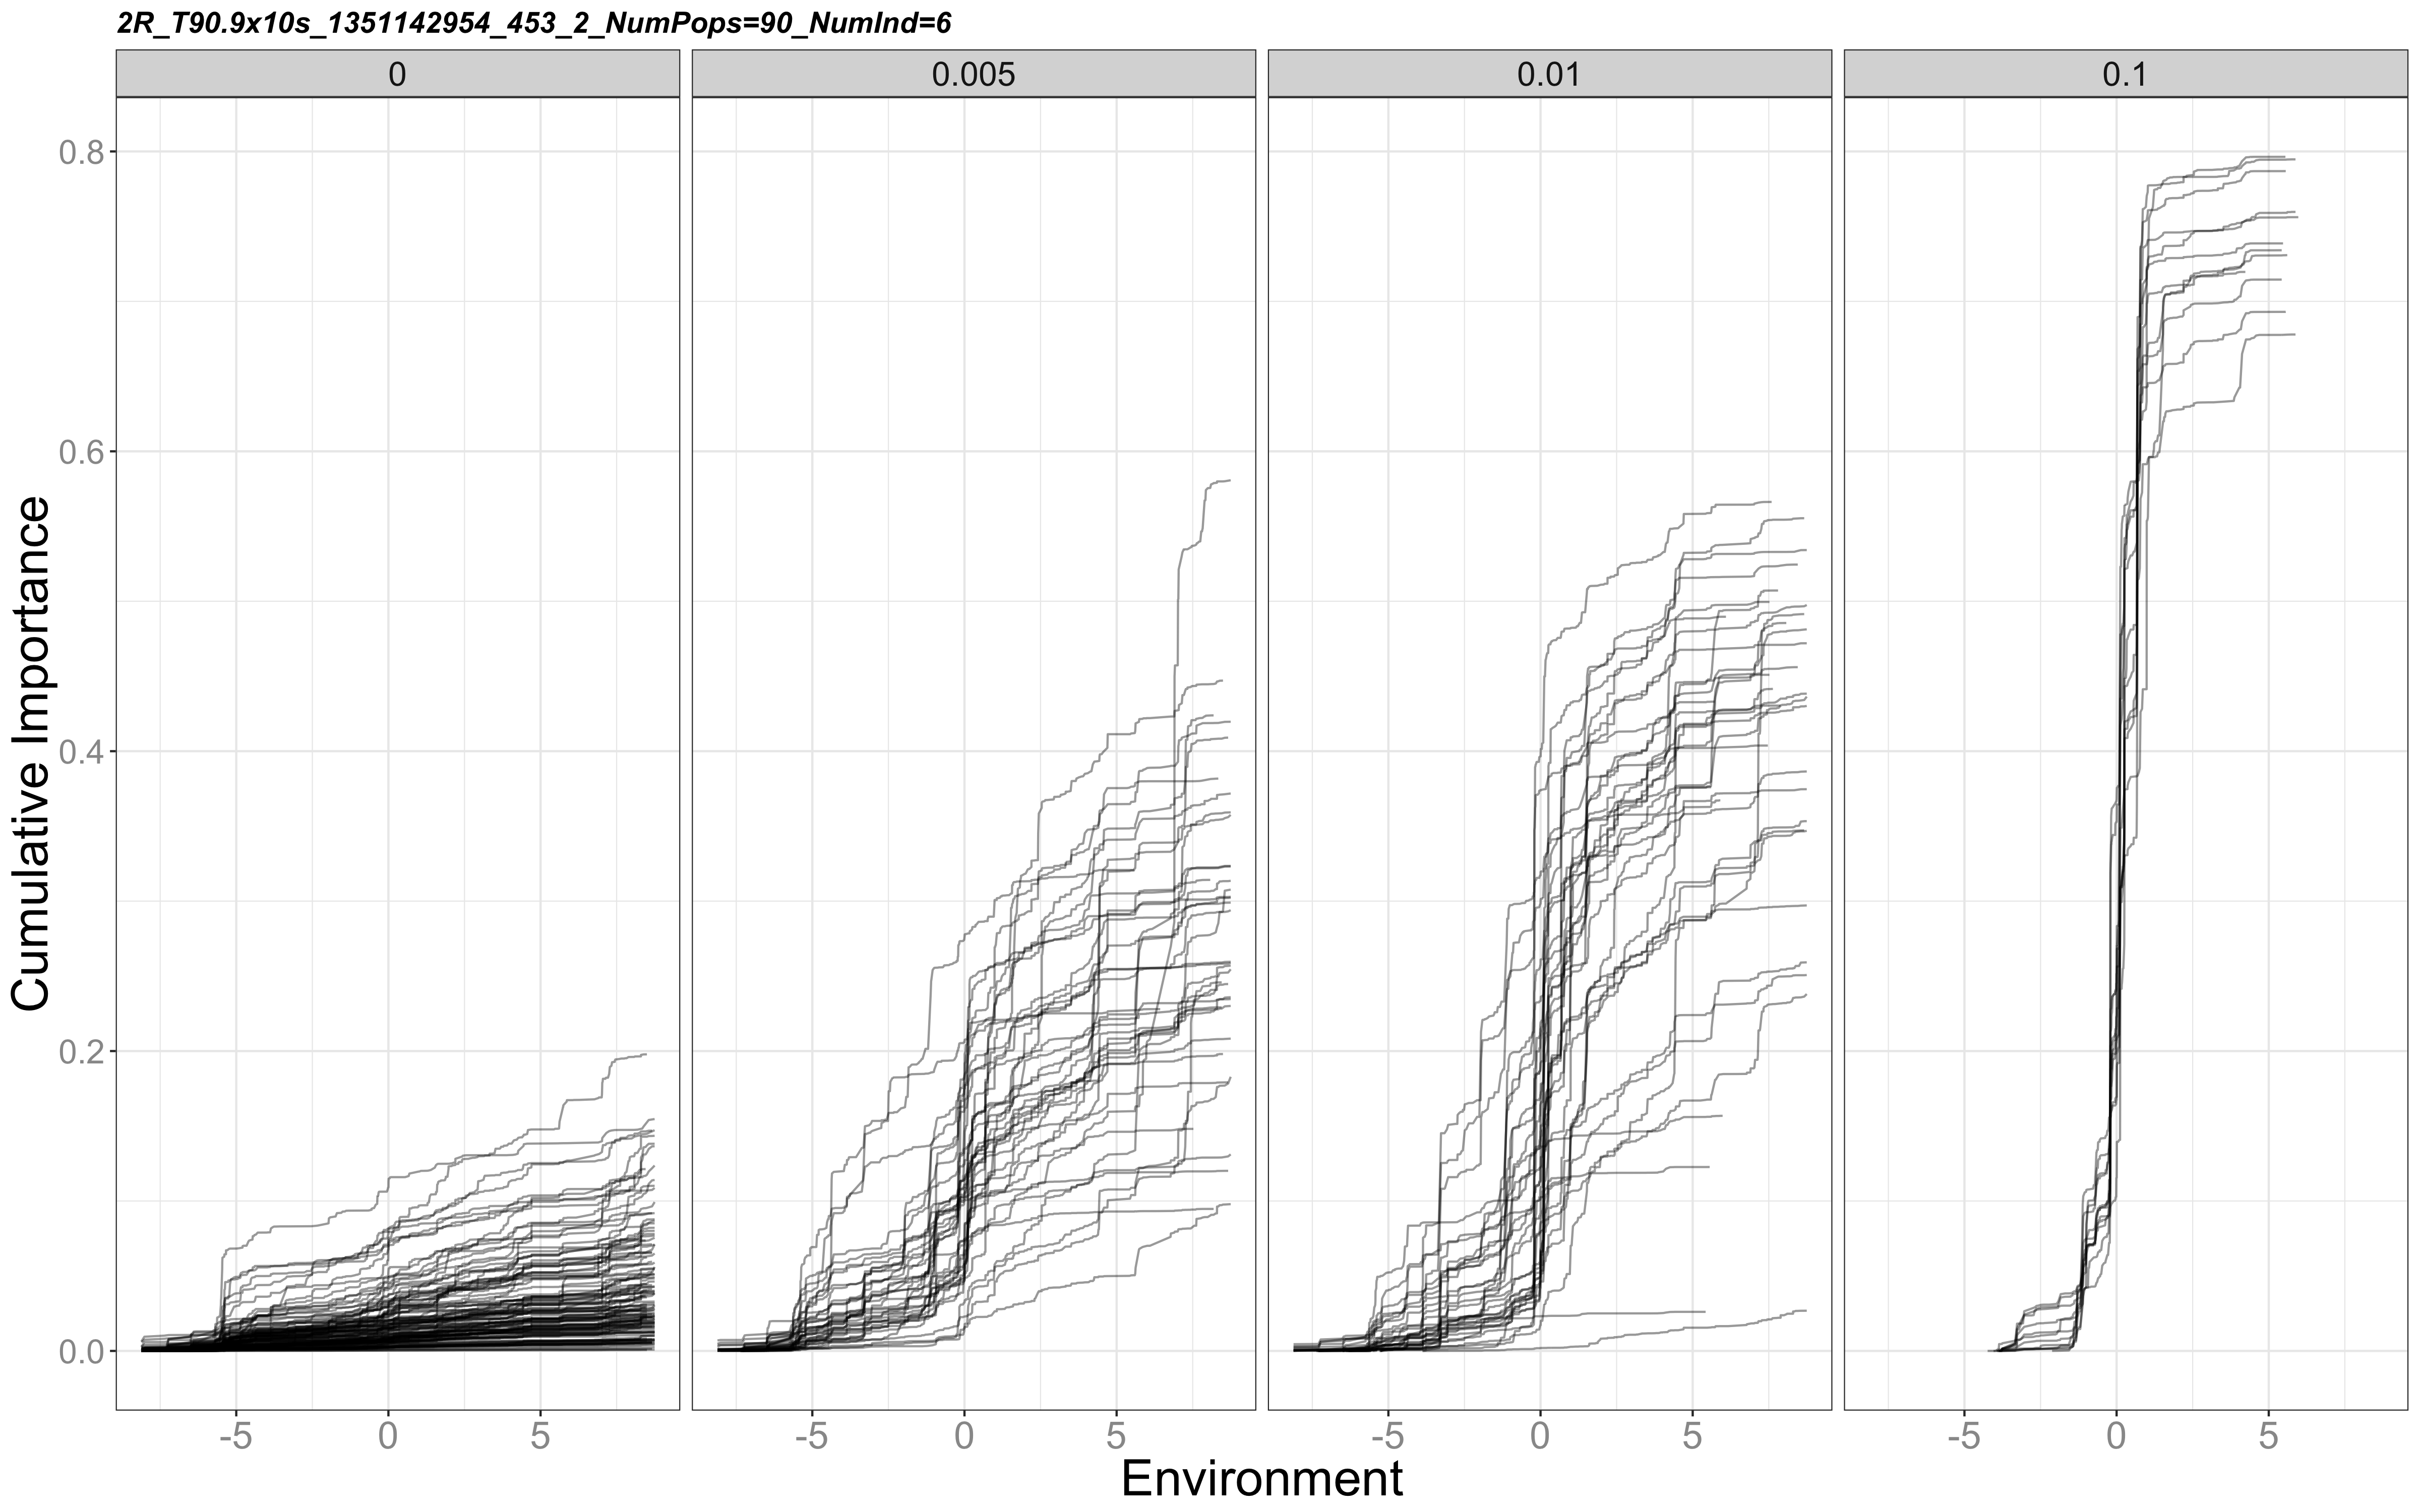 2R_T90.9x10s_1351142954_453_2_NumPops=90_NumInd=6
0 0.005 0.01 0.1
Cumulative Importance
0.8
0.6
0.4
0.2
0.0
-5 0 5 -5 0 5 -5 0 5 -5 0 5
Environment